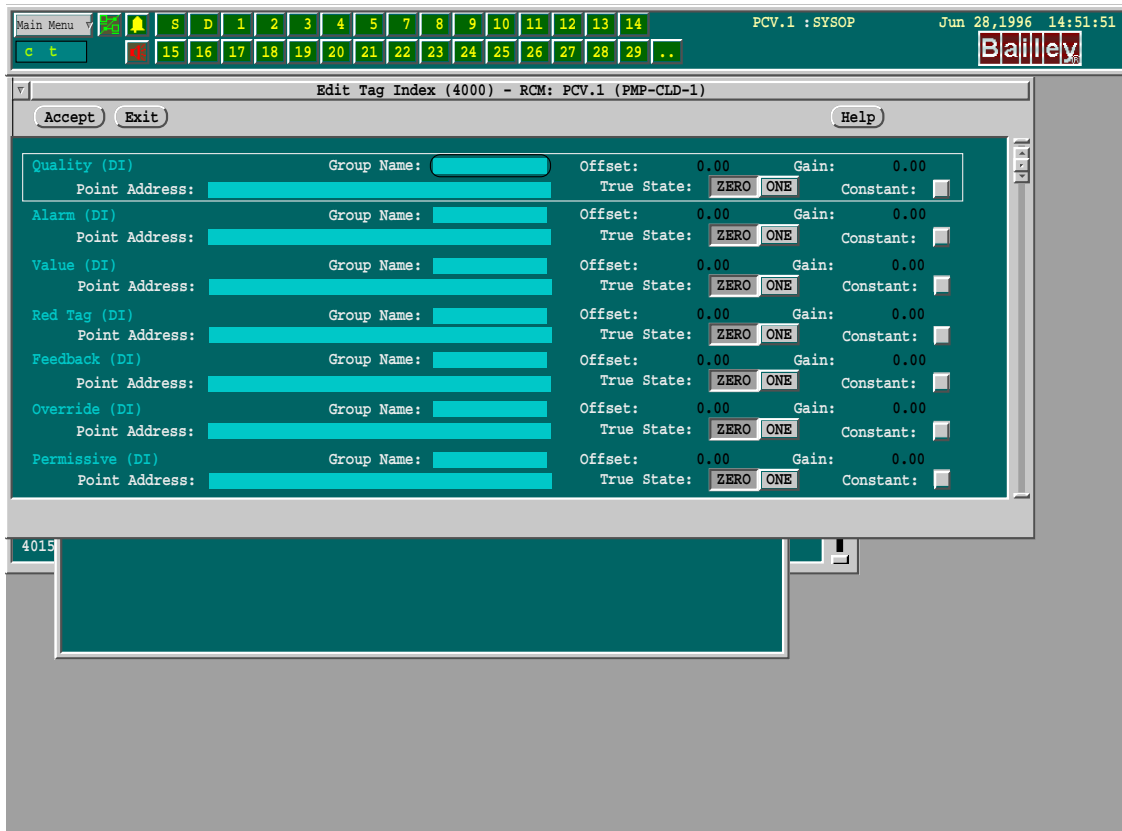 Main Menu S D 1 2 3 4 5 7 8 9 10 11 12 13 14 PCV.1 :SYSOP Jun 28,1996 14:51:51
c t 15 16 17 18 19 20 21 22 23 24 25 26 27 28 29 .. Bailey®
Edit Tag Index (4000) - RCM: PCV.1 (PMP-CLD-1)
Accept Exit Help
Quality (DI) Group Name: Offset: 0.00 Gain: 0.00
Point Address: True State: ZERO ONE Constant:
Alarm (DI) Group Name: Offset: 0.00 Gain: 0.00
Point Address: True State: ZERO ONE Constant:
Value (DI) Group Name: Offset: 0.00 Gain: 0.00
Point Address: True State: ZERO ONE Constant:
Red Tag (DI) Group Name: Offset: 0.00 Gain: 0.00
Point Address: True State: ZERO ONE Constant:
Feedback (DI) Group Name: Offset: 0.00 Gain: 0.00
Point Address: True State: ZERO ONE Constant:
Override (DI) Group Name: Offset: 0.00 Gain: 0.00
Point Address: True State: ZERO ONE Constant:
Permissive (DI) Group Name: Offset: 0.00 Gain: 0.00
Point Address: True State: ZERO ONE Constant:
4015